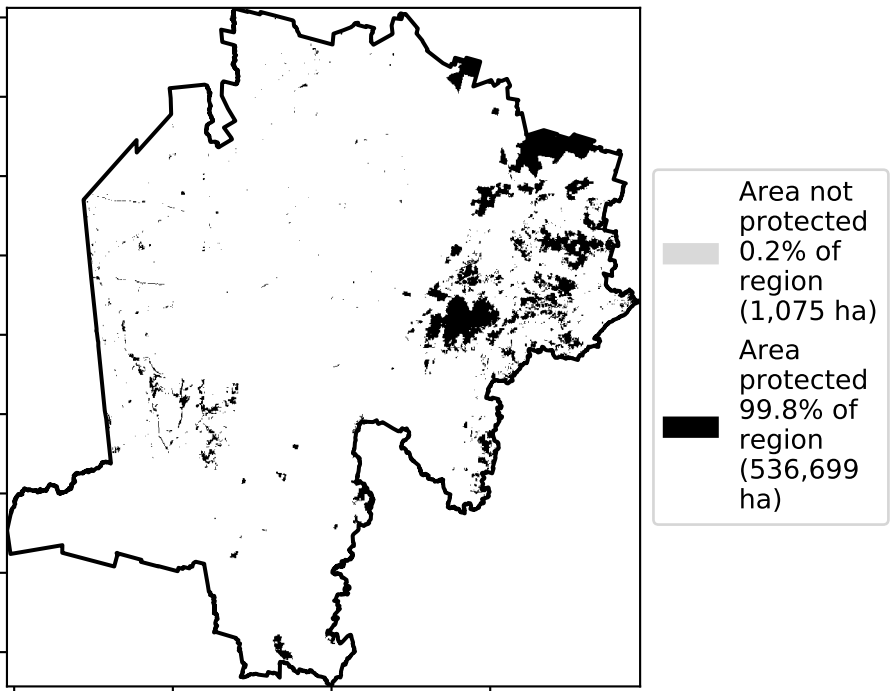 Area not
protected
0.2% of
region
(1,075 ha)
Area
protected
99.8% of
region
(536,699
ha)